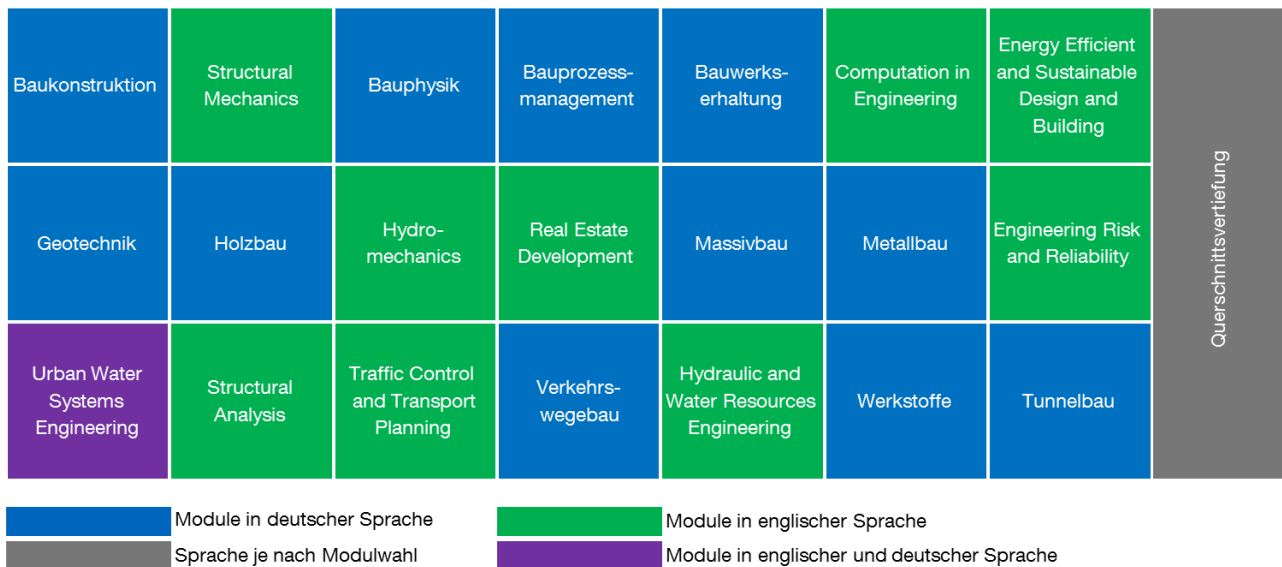 Baukonstruktion
Structural
Mechanics
Bauphysik
Bauprozess-
management
Bauwerks-
erhaltung
Computation in
Engineering
Energy Efficient
and Sustainable
Design and
Building
Querschnittsvertiefung
Geotechnik
Holzbau
Hydro-
mechanics
Real Estate
Development
Massivbau
Metallbau
Engineering Risk
and Reliability
Urban Water
Systems
Engineering
Structural
Analysis
Traffic Control
and Transport
Planning
Verkehrs-
wegebau
Hydraulic and
Water Resources
Engineering
Werkstoffe
Tunnelbau
Module in deutscher Sprache
Module in englischer Sprache
Sprache je nach Modulwahl
Module in englischer und deutscher Sprache